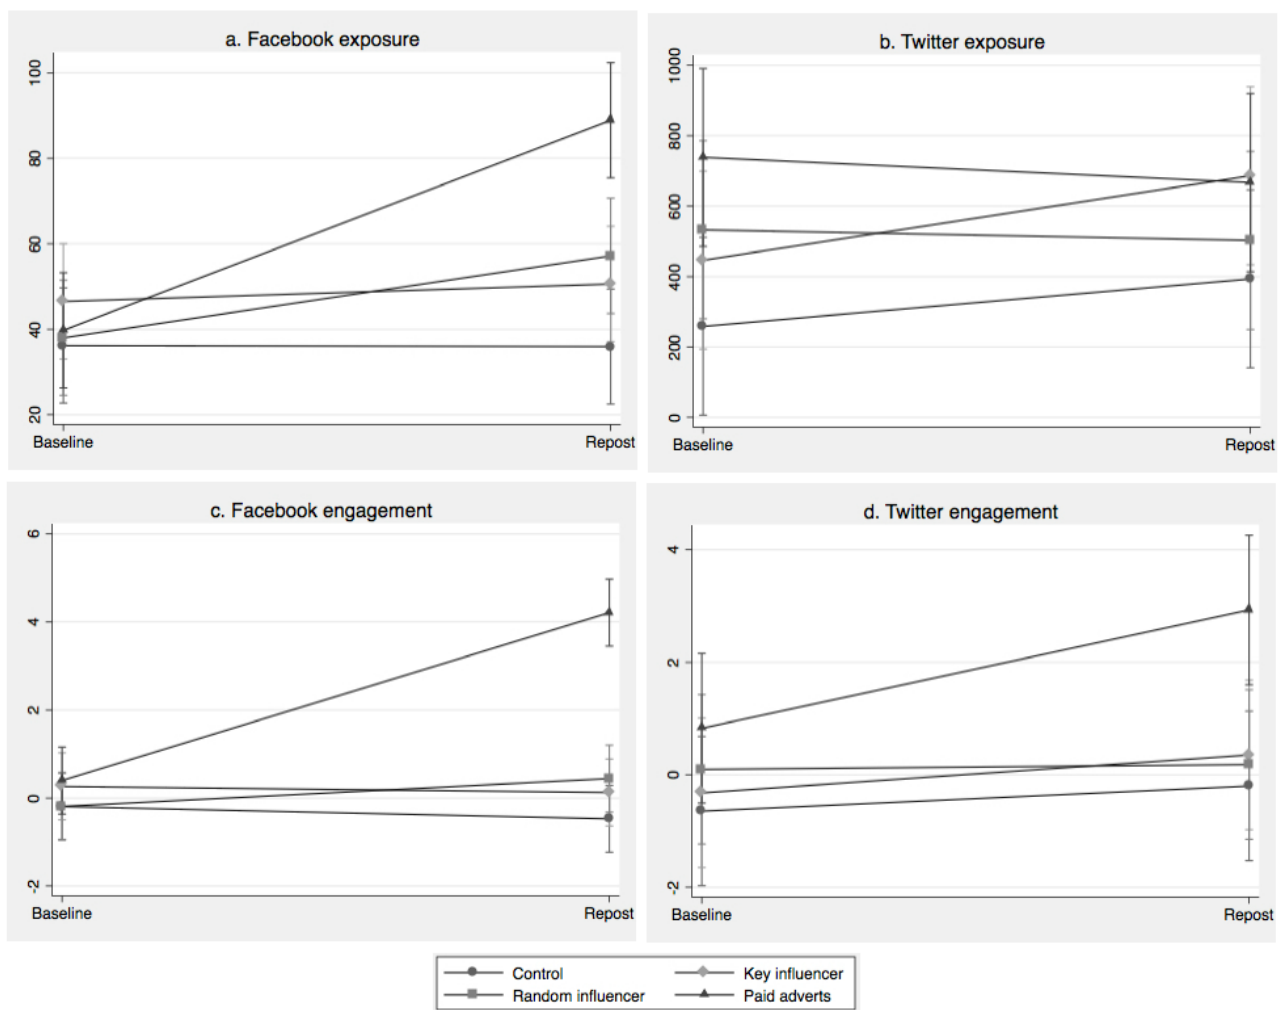 a. Facebook exposure
100
80
60
40
20
Baseline Repost
b. Twitter exposure
1000
800
600
400
200
0
Baseline Repost
c. Facebook engagement
6
4
2
0
-2
Baseline Repost
d. Twitter engagement
4
2
0
-2
Baseline Repost
Control Key influencer
Random influencer Paid adverts